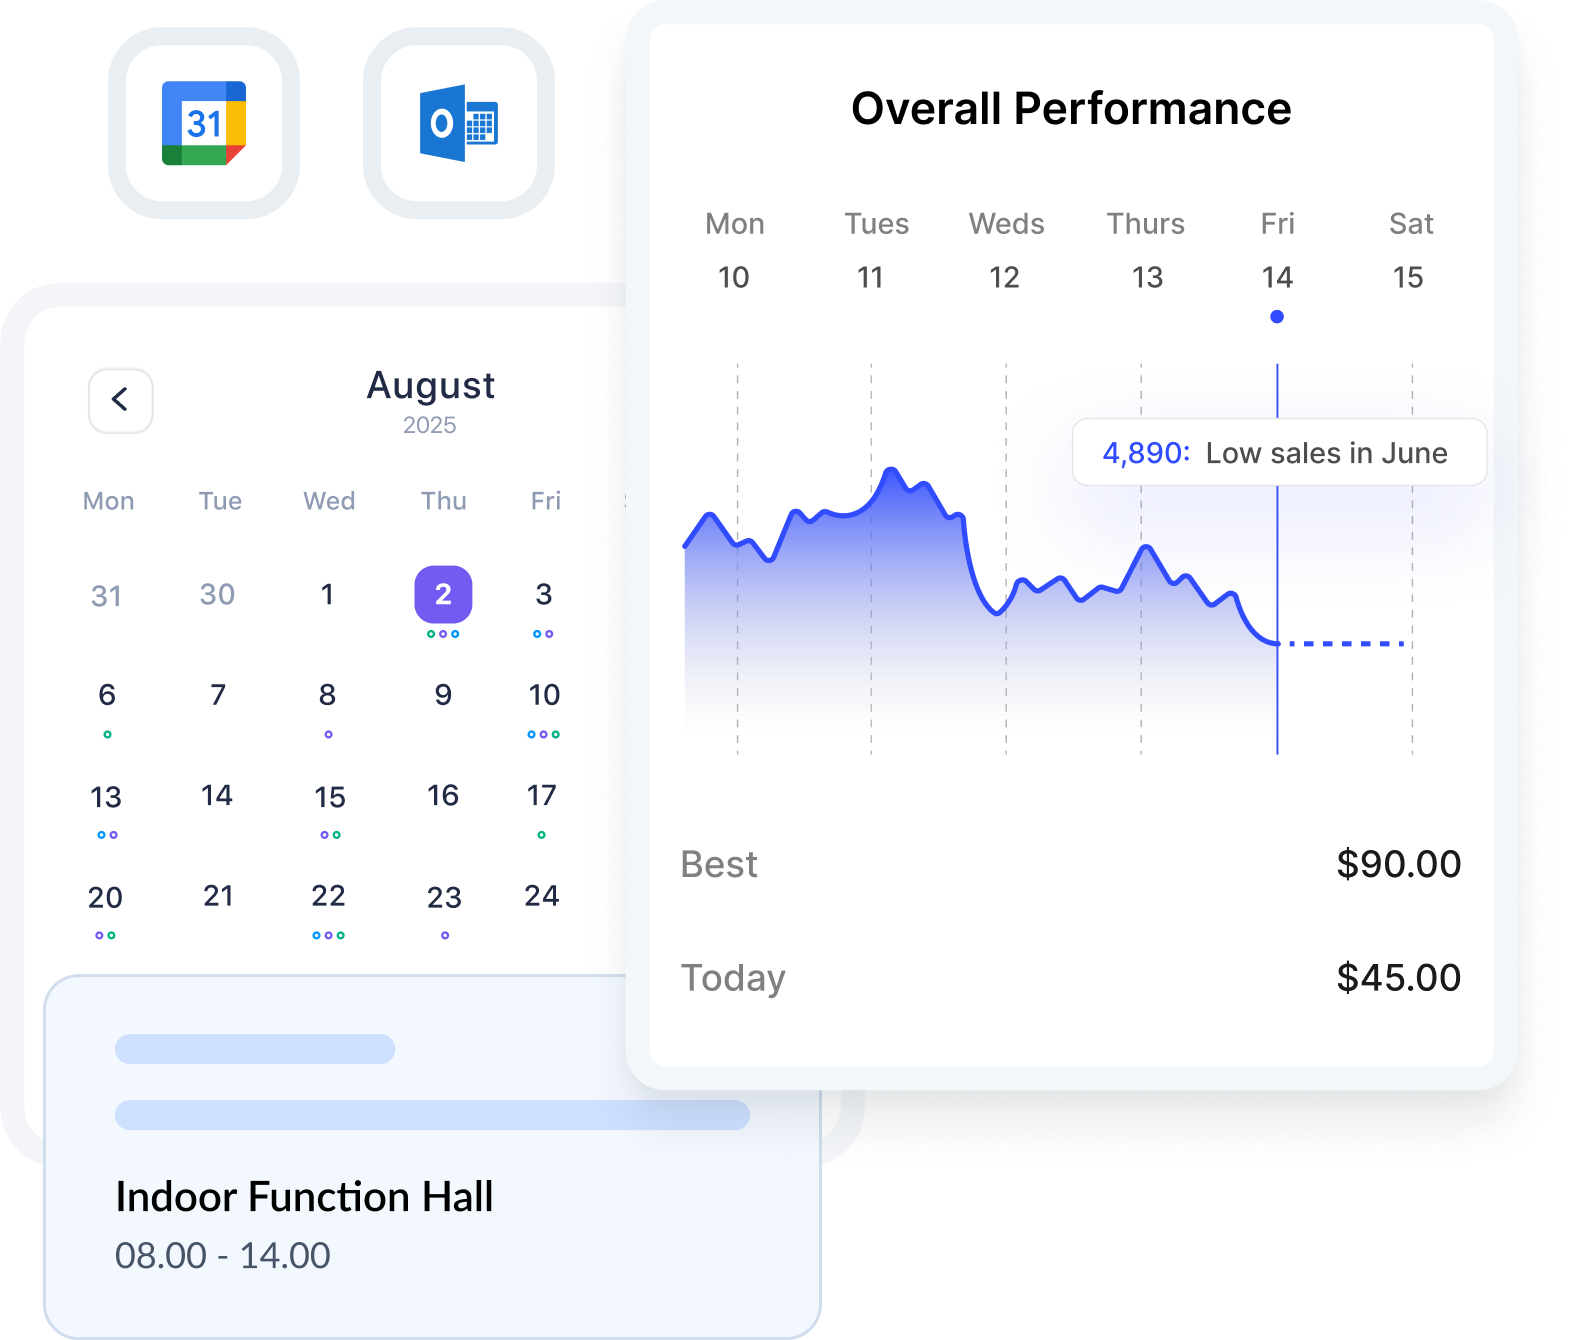 31
O
Overall Performance
Mon Tues Weds Thurs Fri Sat
10 11 12 13 14 15
4,890: Low sales in June
Best $90.00
Today $45.00
August
2025
Mon Tue Wed Thu Fri
31 30 1 2 3
6 7 8 9 10
13 14 15 16 17
20 21 22 23 24
Indoor Function Hall
08.00 - 14.00